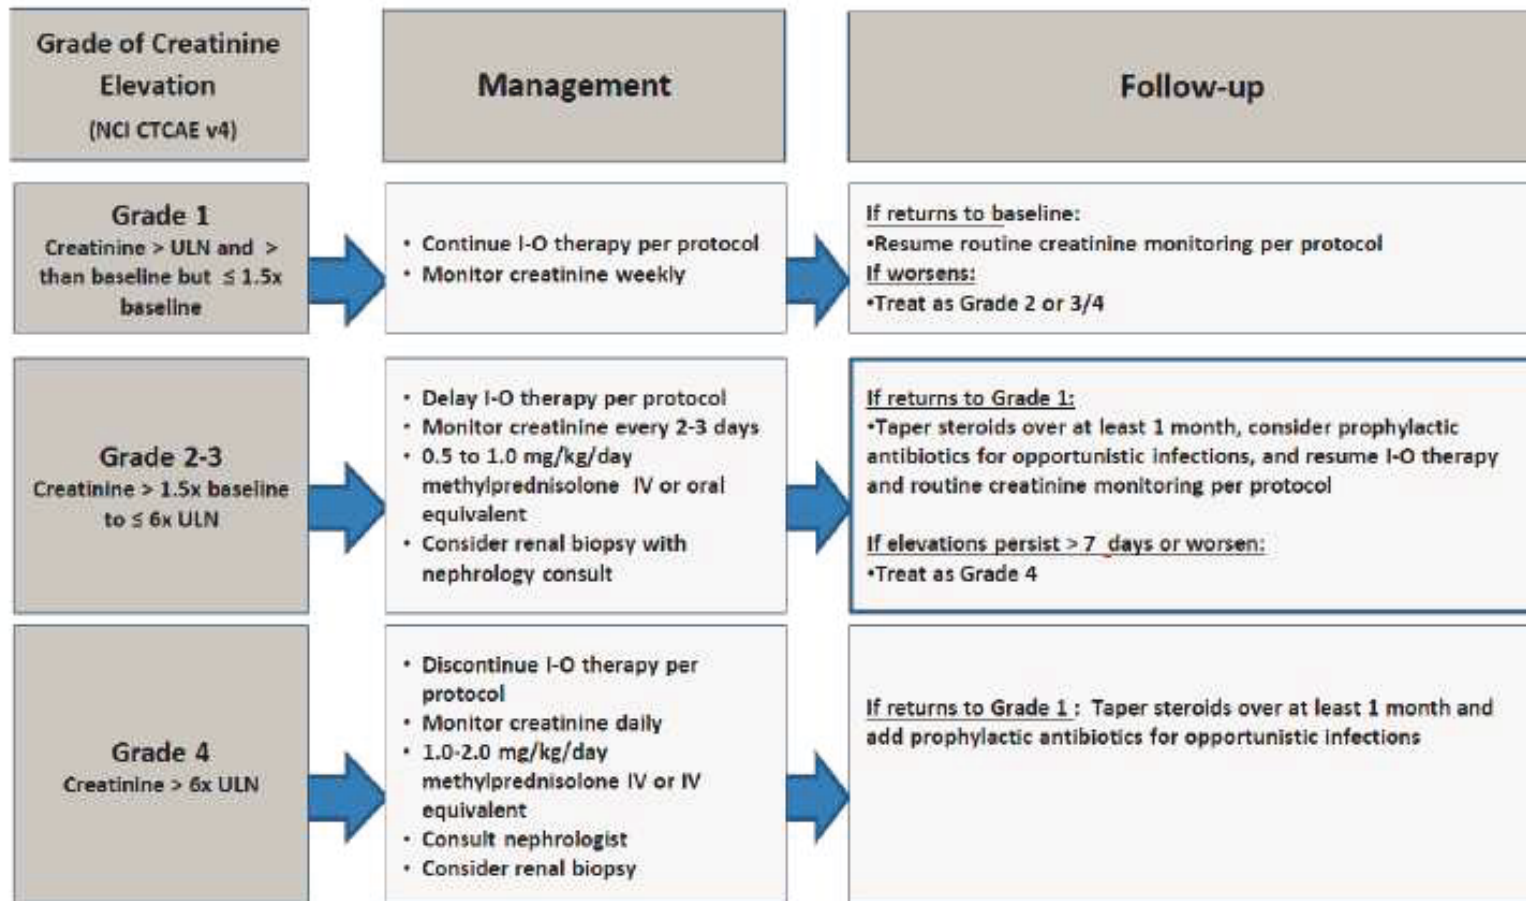 Grade of Creatinine
Elevation
(NCI CTCAE v4)
Management
Follow-up
Grade 1
Creatinine > ULN and >
than baseline but ≤ 1.5x
baseline
• Continue I-O therapy per protocol
• Monitor creatinine weekly
If returns to baseline:
•Resume routine creatinine monitoring per protocol
If worsens:
•Treat as Grade 2 or 3/4
Grade 2-3
Creatinine > 1.5x baseline
to ≤ 6x ULN
• Delay I-O therapy per protocol
• Monitor creatinine every 2-3 days
• 0.5 to 1.0 mg/kg/day
methylprednisolone IV or oral
equivalent
• Consider renal biopsy with
nephrology consult
If returns to Grade 1:
•Taper steroids over at least 1 month, consider prophylactic
antibiotics for opportunistic infections, and resume I-O therapy
and routine creatinine monitoring per protocol
If elevations persist > 7 days or worsen:
•Treat as Grade 4
Grade 4
Creatinine > 6x ULN
• Discontinue I-O therapy per
protocol
• Monitor creatinine daily
• 1.0-2.0 mg/kg/day
methylprednisolone IV or IV
equivalent
• Consult nephrologist
• Consider renal biopsy
If returns to Grade 1 : Taper steroids over at least 1 month and
add prophylactic antibiotics for opportunistic infections